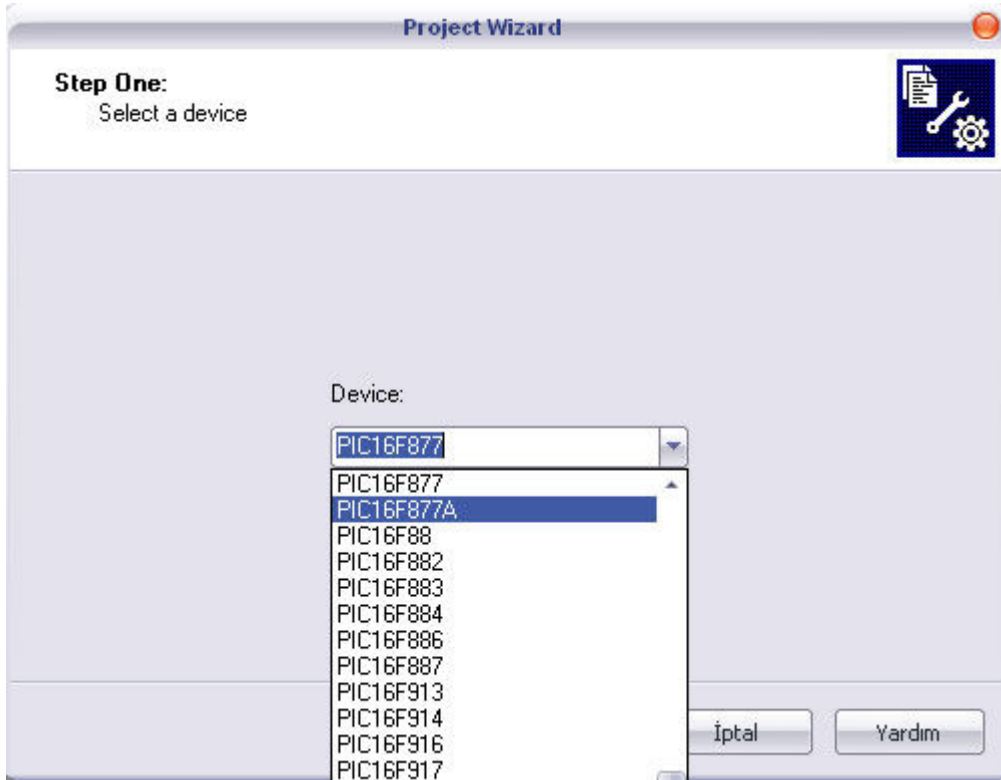 Project Wizard
Step One:
Select a device
Device:
PIC16F877
PIC16F877
PIC16F877A
PIC16F88
PIC16F882
PIC16F883
PIC16F884
PIC16F886
PIC16F887
PIC16F913
PIC16F914
PIC16F916
PIC16F917
İptal
Yardım